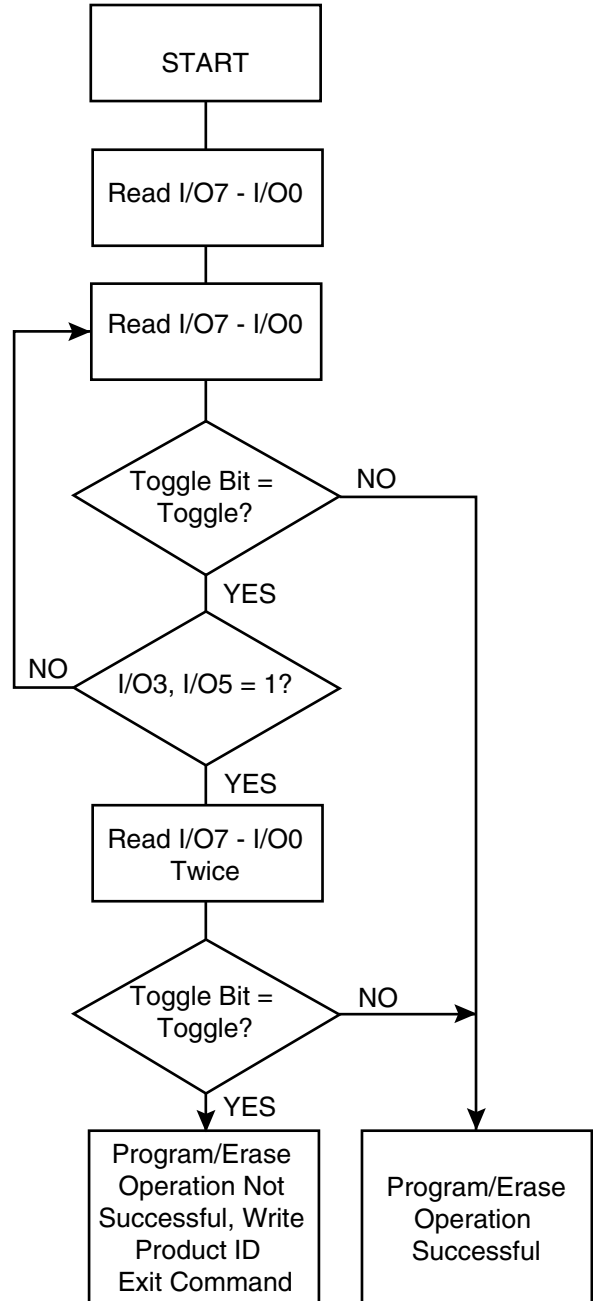 START
Read I/O7 - I/O0
Read I/O7 - I/O0
Toggle Bit =
Toggle?
NO
YES
NO
I/O3, I/O5 = 1?
YES
Read I/O7 - I/O0
Twice
Toggle Bit =
Toggle?
NO
YES
Program/Erase
Operation Not
Successful, Write
Product ID
Exit Command
Program/Erase
Operation
Successful